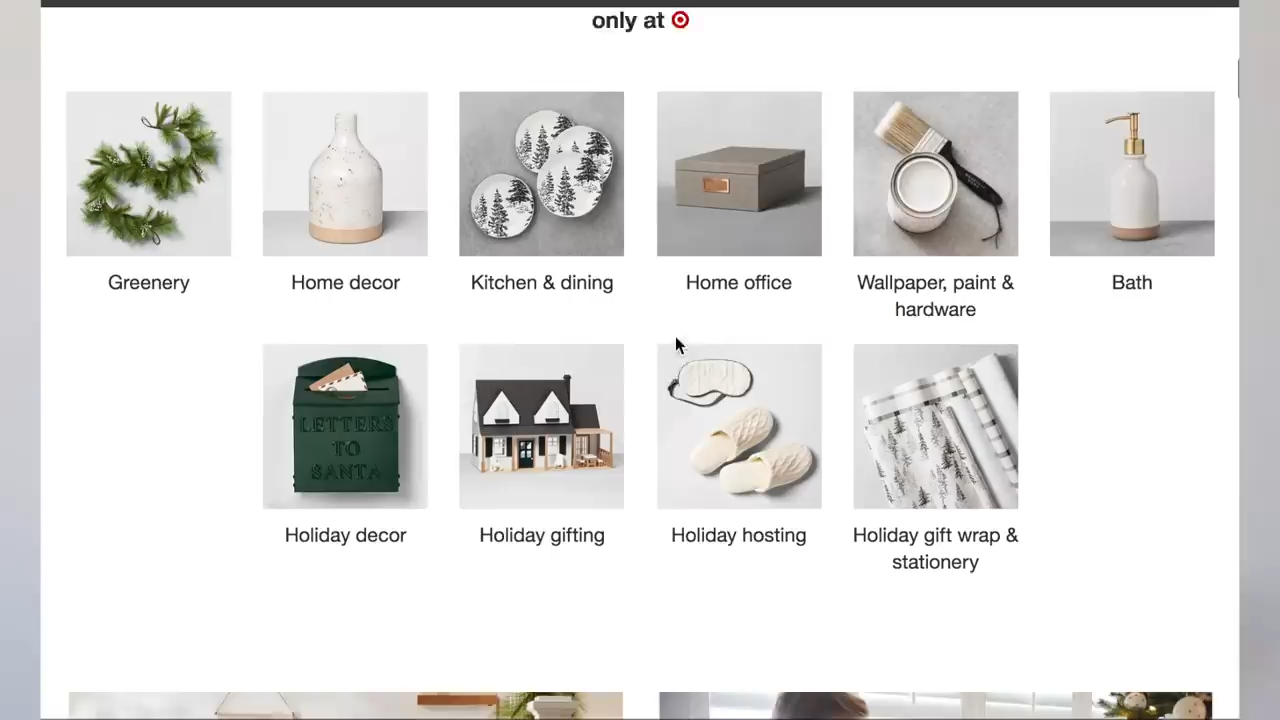 only at
Greenery
Home decor
Kitchen & dining
Home office
Wallpaper, paint &
hardware
Bath
LETTERS
TO
SANTA
Holiday decor
Holiday gifting
Holiday hosting
Holiday gift wrap &
stationery